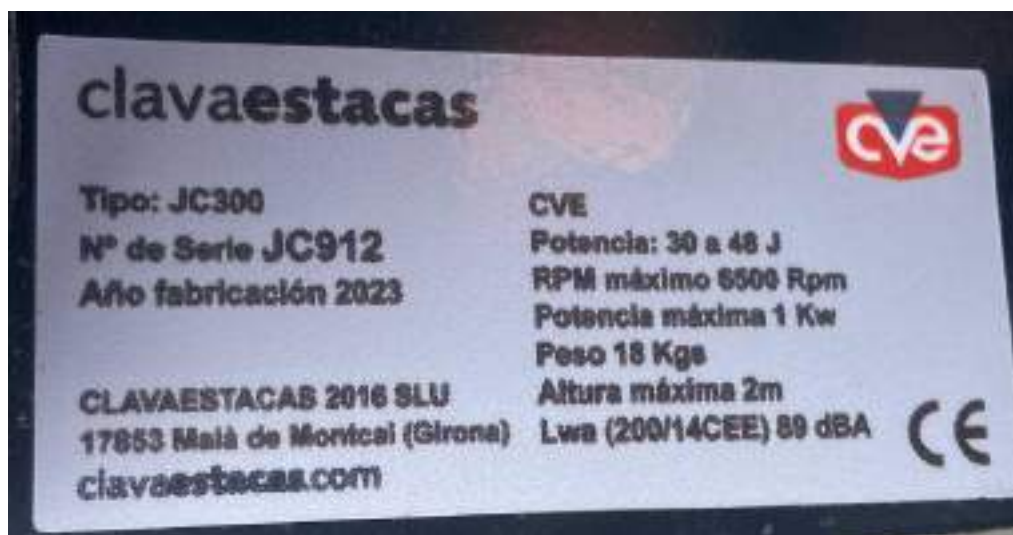 clavaestacas
cve
Tipo: JC300
Nº de Serie JC912
Año fabricación 2023
CVE
Potencia: 30 a 48 J
RPM máximo 6500 Rpm
Potencia máxima 1 Kw
Peso 18 Kgs
Altura máxima 2m
Lwa (200/14CEE) 89 dBA
CLAVAESTACAS 2016 SLU
17853 Maià de Montcal (Girona)
clavaestacas.com
CE